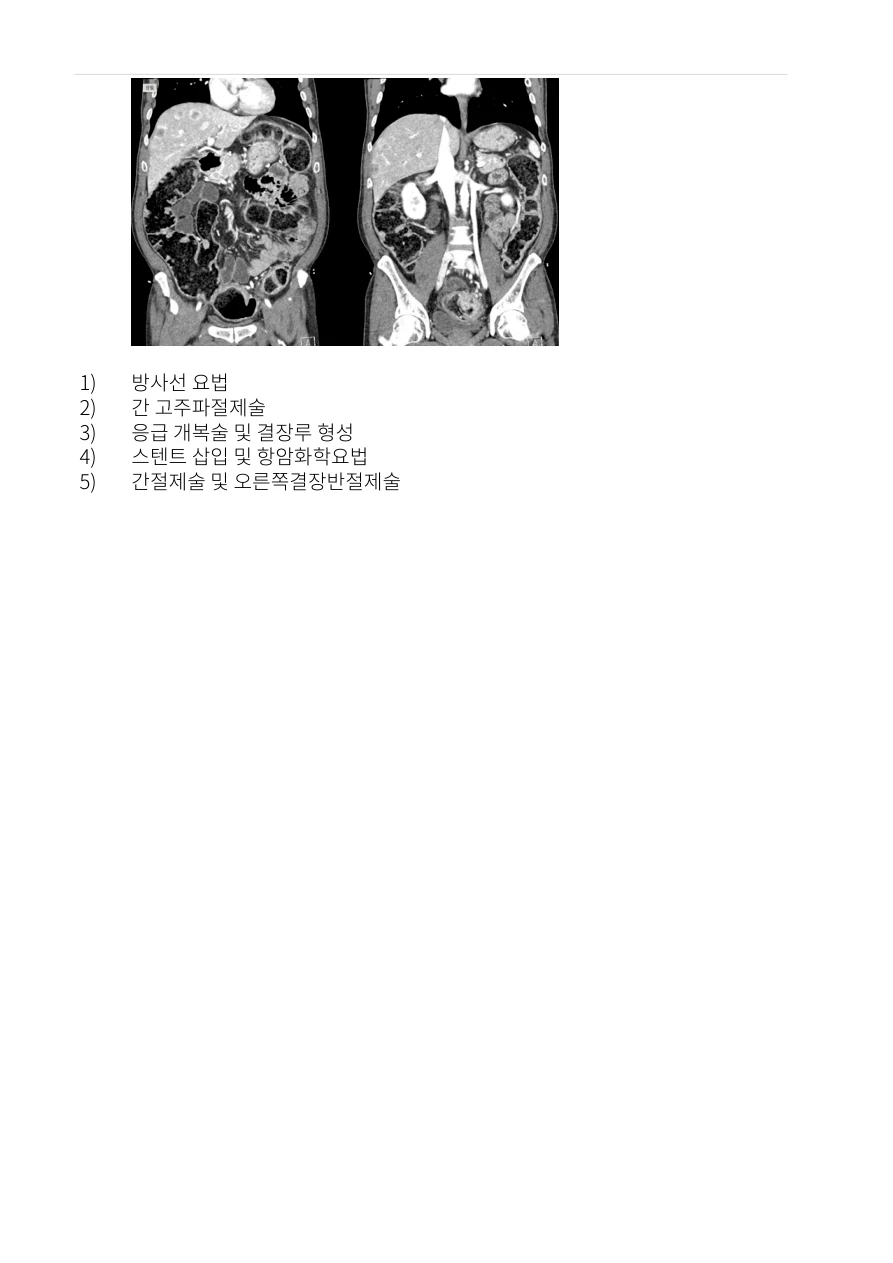 1) 방사선 요법
2) 간 고주파절제술
3) 응급 개복술 및 결장루 형성
4) 스텐트 삽입 및 항암화학요법
5) 간절제술 및 오른쪽결장반절제술